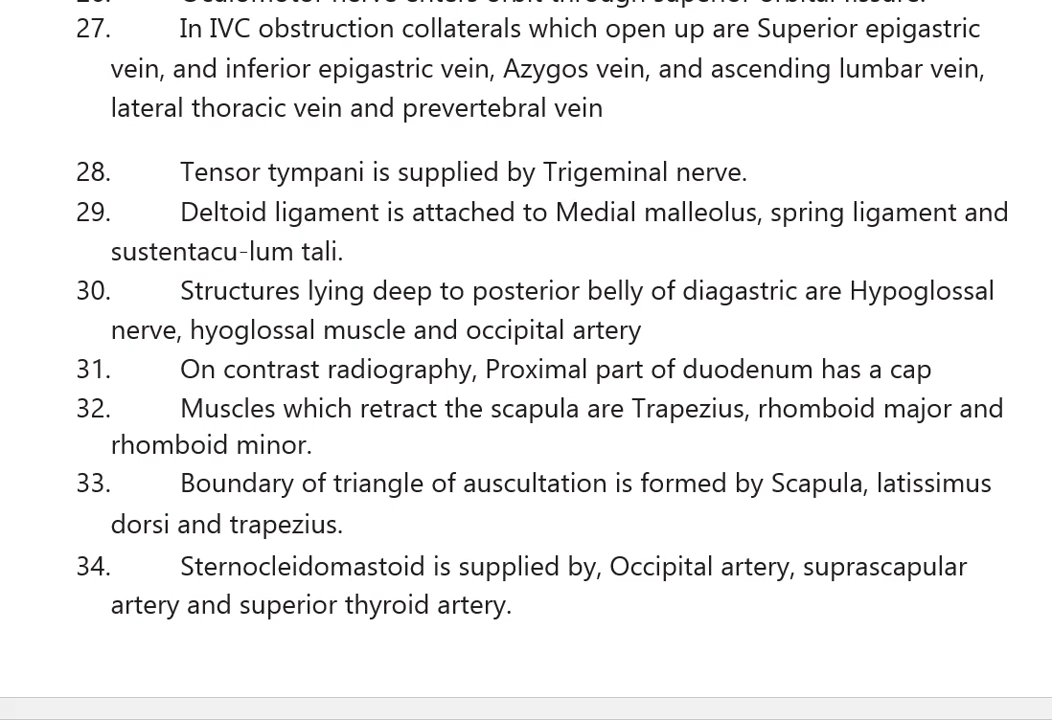 27. In IVC obstruction collaterals which open up are Superior epigastric
vein, and inferior epigastric vein, Azygos vein, and ascending lumbar vein,
lateral thoracic vein and prevertebral vein
28. Tensor tympani is supplied by Trigeminal nerve.
29. Deltoid ligament is attached to Medial malleolus, spring ligament and
sustentacu-lum tali.
30. Structures lying deep to posterior belly of diagastric are Hypoglossal
nerve, hyoglossal muscle and occipital artery
31. On contrast radiography, Proximal part of duodenum has a cap
32. Muscles which retract the scapula are Trapezius, rhomboid major and
rhomboid minor.
33. Boundary of triangle of auscultation is formed by Scapula, latissimus
dorsi and trapezius.
34. Sternocleidomastoid is supplied by, Occipital artery, suprascapular
artery and superior thyroid artery.